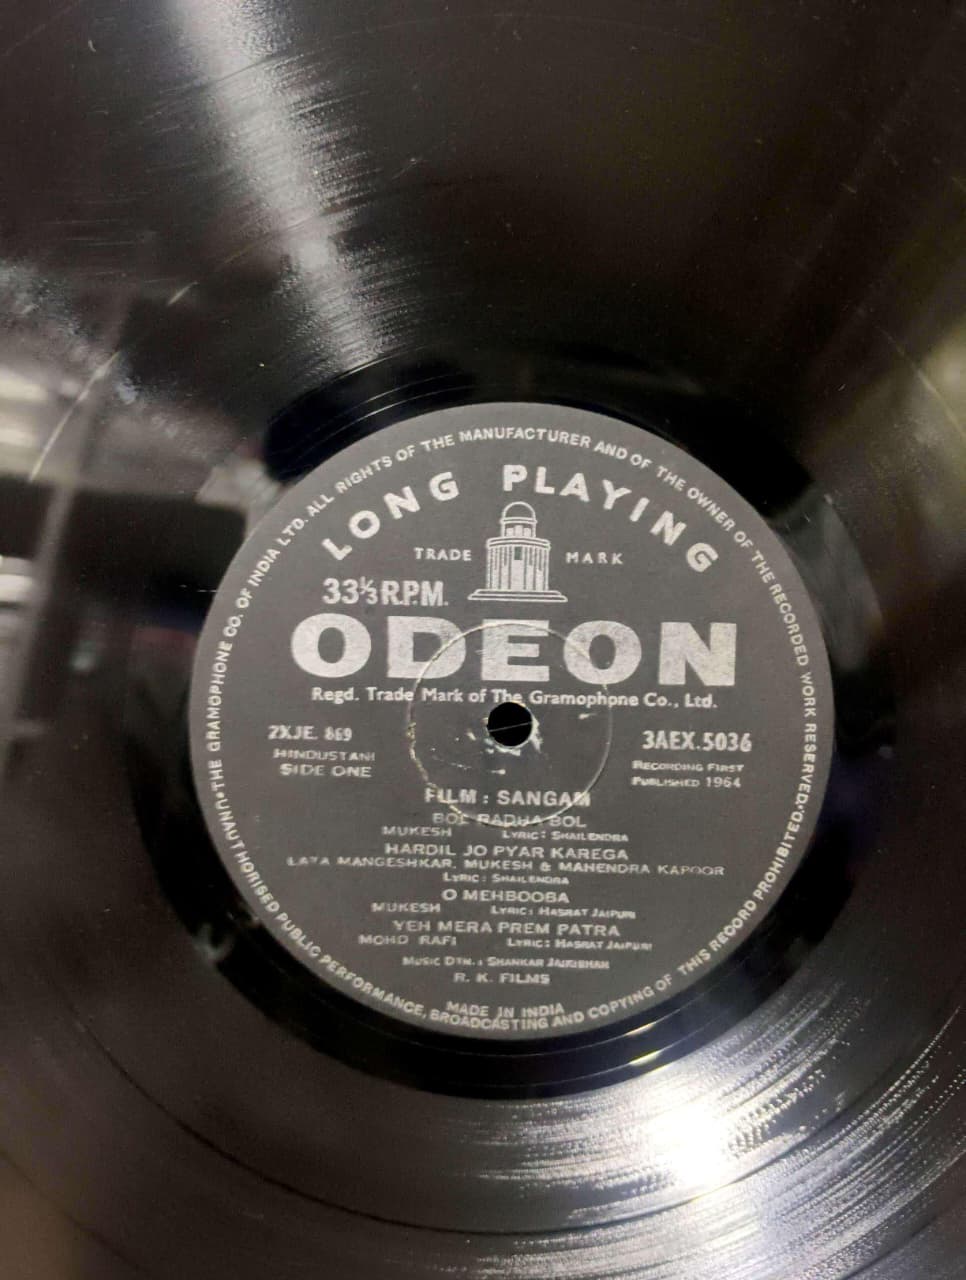 THE GRAMOPHONE CO. OF INDIA LTD. ALL RIGHTS OF THE MANUFACTURER AND OF THE OWNER OF THE RECORDED WORK RESERVED.
UNAUTHORISED PUBLIC PERFORMANCE, BROADCASTING AND COPYING OF THIS RECORD PROHIBITED.
LONG PLAYING
TRADE MARK
33⅓ R.P.M.
ODEON
Regd. Trade Mark of The Gramophone Co., Ltd.
2XJE. 869
3AEX.5036
HINDUSTANI
SIDE ONE
RECORDING FIRST
PUBLISHED 1964
FILM : SANGAM
BOL RADHA BOL
MUKESH LYRIC: SHAILENDRA
HARDIL JO PYAR KAREGA
LATA MANGESHKAR, MUKESH & MAHENDRA KAPOOR
LYRIC: SHAILENDRA
O MEHBOOBA
MUKESH LYRIC: HASRAT JAIPURI
YEH MERA PREM PATRA
MOHD RAFI LYRIC: HASRAT JAIPURI
MUSIC DTN.: SHANKAR JAIKISHAN
R. K. FILMS
MADE IN INDIA